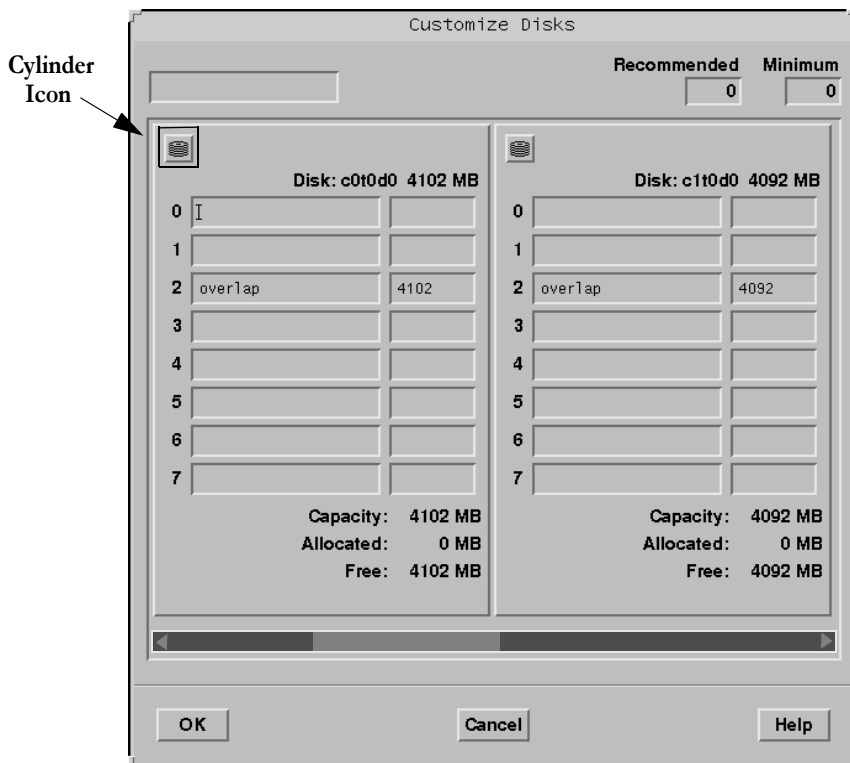 Customize Disks
Cylinder
Icon
Recommended Minimum
0 0
Disk: c0t0d0 4102 MB
0
1
2 overlap 4102
3
4
5
6
7
Capacity: 4102 MB
Allocated: 0 MB
Free: 4102 MB
Disk: c1t0d0 4092 MB
0
1
2 overlap 4092
3
4
5
6
7
Capacity: 4092 MB
Allocated: 0 MB
Free: 4092 MB
OK Cancel Help